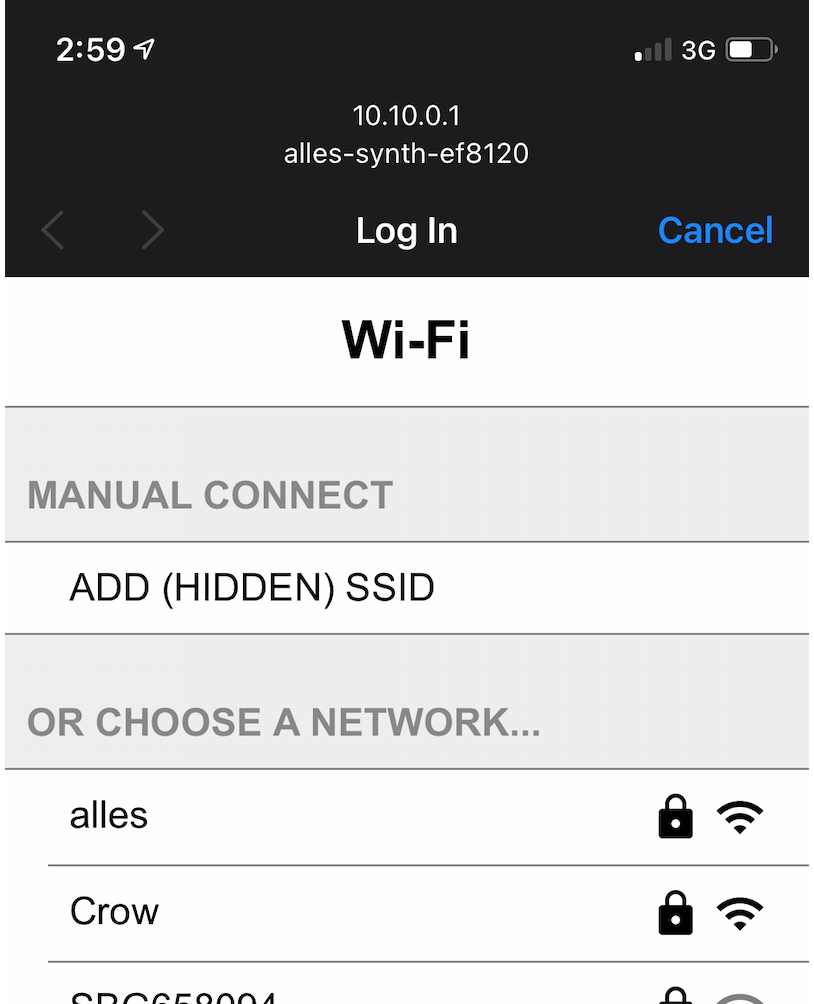 2:59 3G
10.10.0.1
alles-synth-ef8120
Log In Cancel
Wi-Fi
MANUAL CONNECT
ADD (HIDDEN) SSID
OR CHOOSE A NETWORK...
alles
Crow